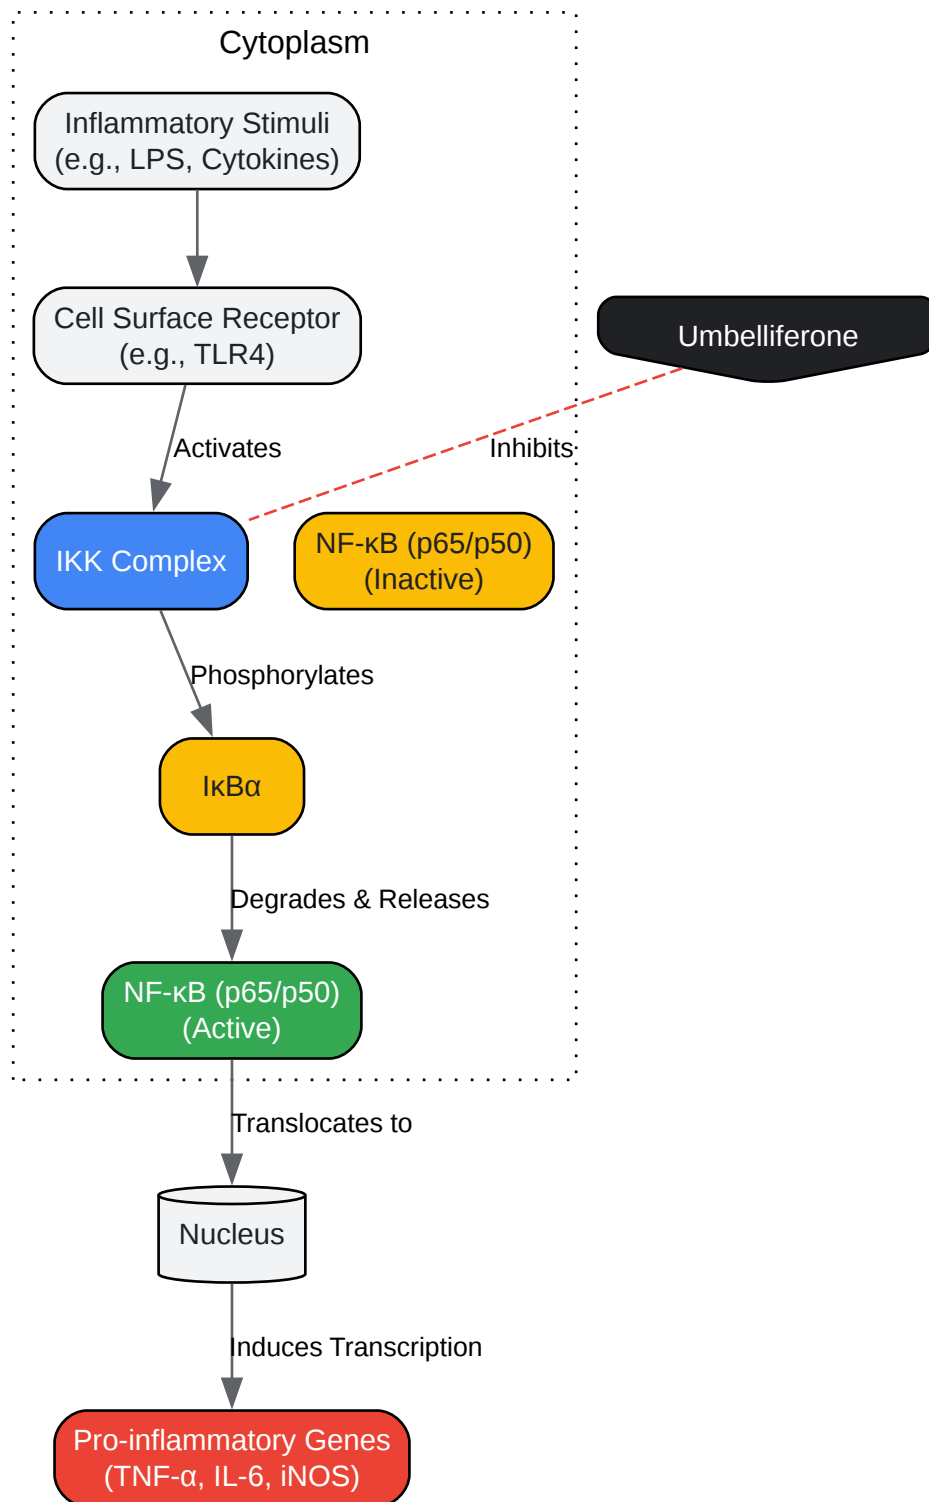 Cytoplasm
Inflammatory Stimuli
(e.g., LPS, Cytokines)
Cell Surface Receptor
(e.g., TLR4)
Umbelliferone
Activates
Inhibits
IKK Complex
NF-κB (p65/p50)
(Inactive)
Phosphorylates
IκBα
Degrades & Releases
NF-κB (p65/p50)
(Active)
Translocates to
Nucleus
Induces Transcription
Pro-inflammatory Genes
(TNF-α, IL-6, iNOS)